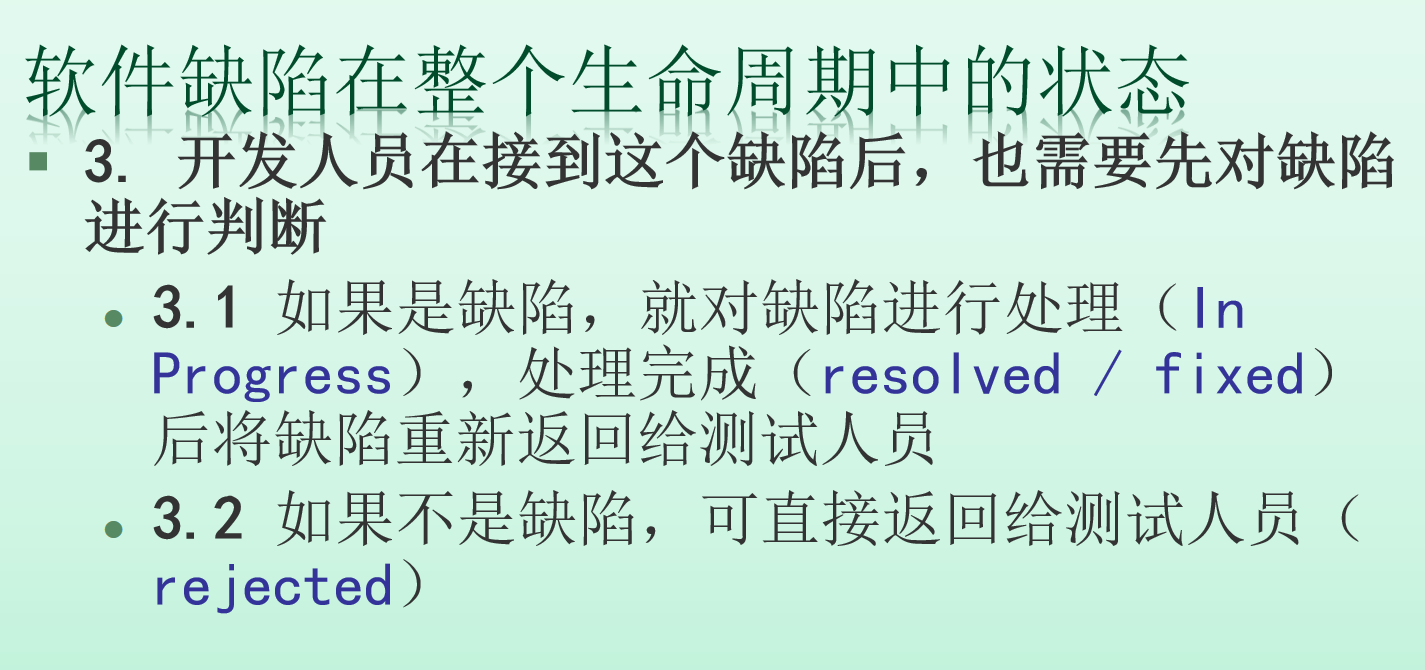 软件缺陷在整个生命周期中的状态
3. 开发人员在接到这个缺陷后，也需要先对缺陷
进行判断
3.1 如果是缺陷，就对缺陷进行处理（In
Progress），处理完成（resolved / fixed）
后将缺陷重新返回给测试人员
3.2 如果不是缺陷，可直接返回给测试人员（
rejected）